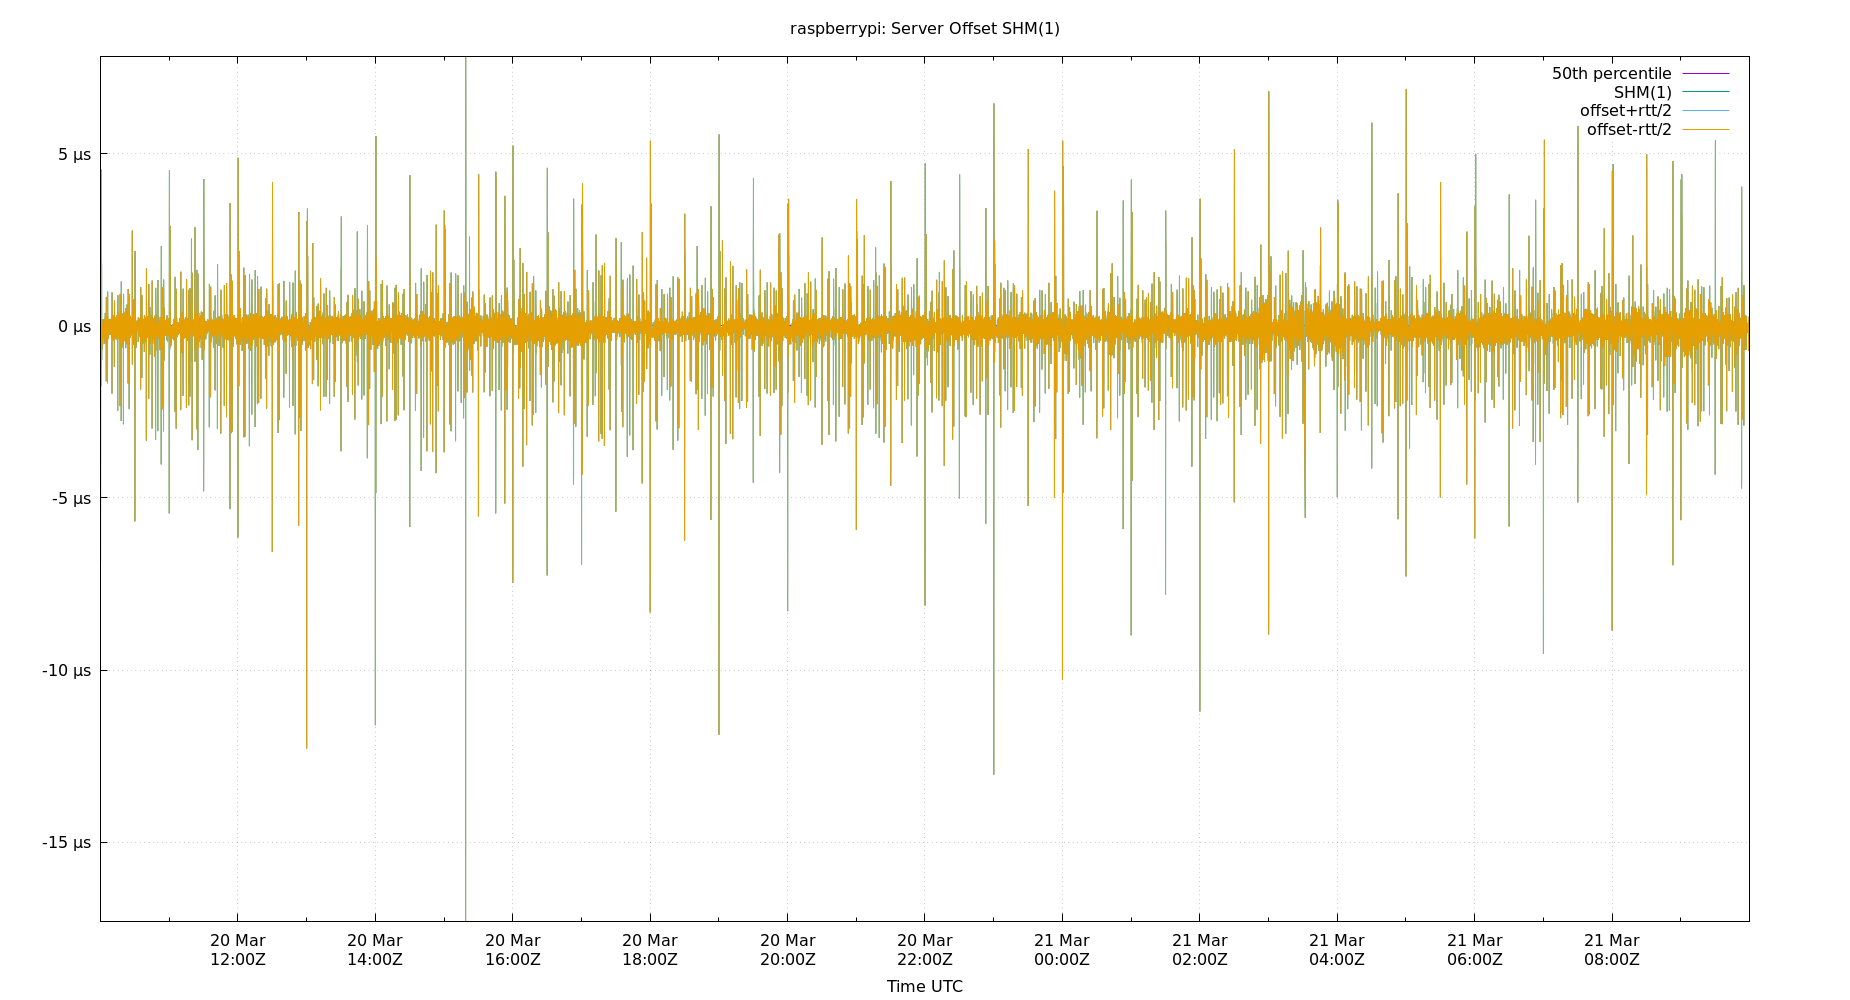 raspberrypi: Server Offset SHM(1)
50th percentile
SHM(1)
offset+rtt/2
offset-rtt/2
5 µs
0 µs
-5 µs
-10 µs
-15 µs
20 Mar 20 Mar 20 Mar 20 Mar 20 Mar 20 Mar 21 Mar 21 Mar 21 Mar 21 Mar 21 Mar
12:00Z 14:00Z 16:00Z 18:00Z 20:00Z 22:00Z 00:00Z 02:00Z 04:00Z 06:00Z 08:00Z
Time UTC